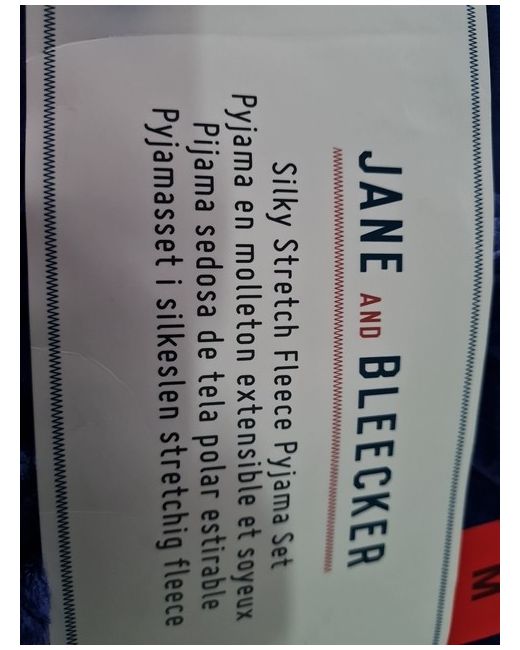 JANE AND BLEECKER
Silky Stretch Fleece Pyjama Set
Pyjama en molleton extensible et soyeux
Pijama sedosa de tela polar estirable
Pyjamasset i silkeslen stretchig fleece
M